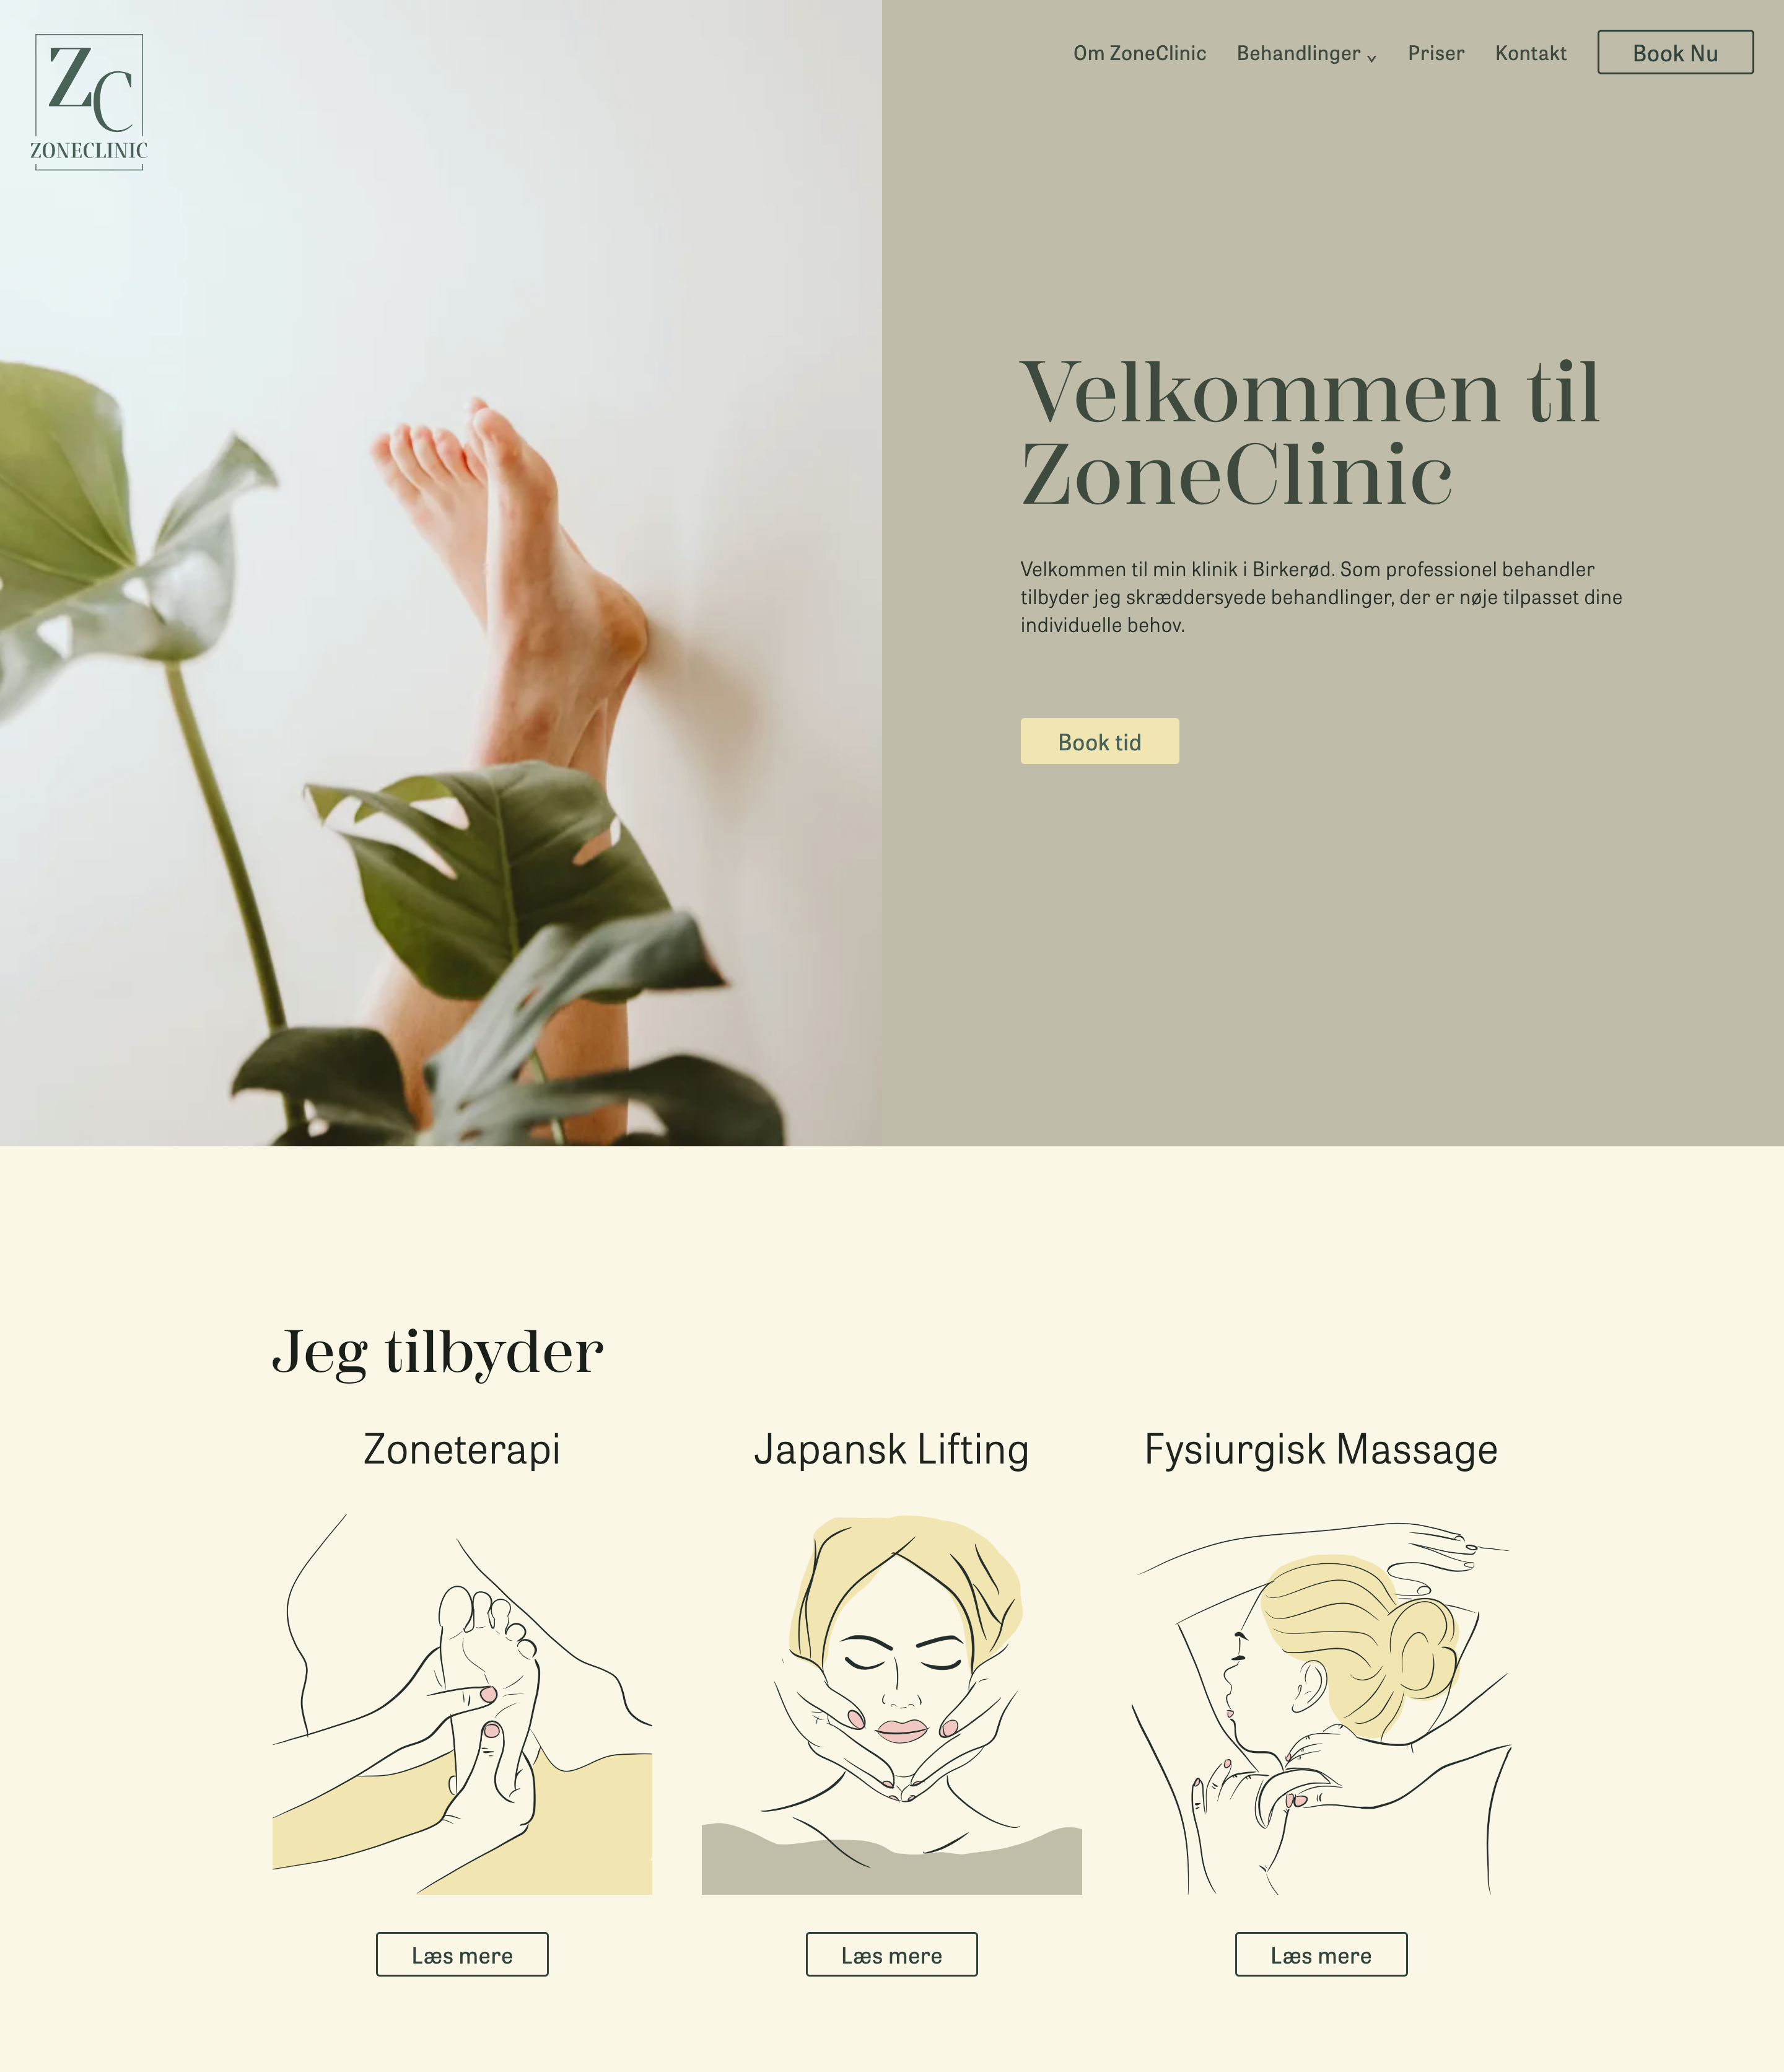 ZC
ZONECLINIC
Om ZoneClinic Behandlinger Priser Kontakt Book Nu
Velkommen til
ZoneClinic
Velkommen til min klinik i Birkerød. Som professionel behandler
tilbyder jeg skræddersyede behandlinger, der er nøje tilpasset dine
individuelle behov.
Book tid
Jeg tilbyder
Zoneterapi Japansk Lifting Fysiurgisk Massage
Læs mere Læs mere Læs mere